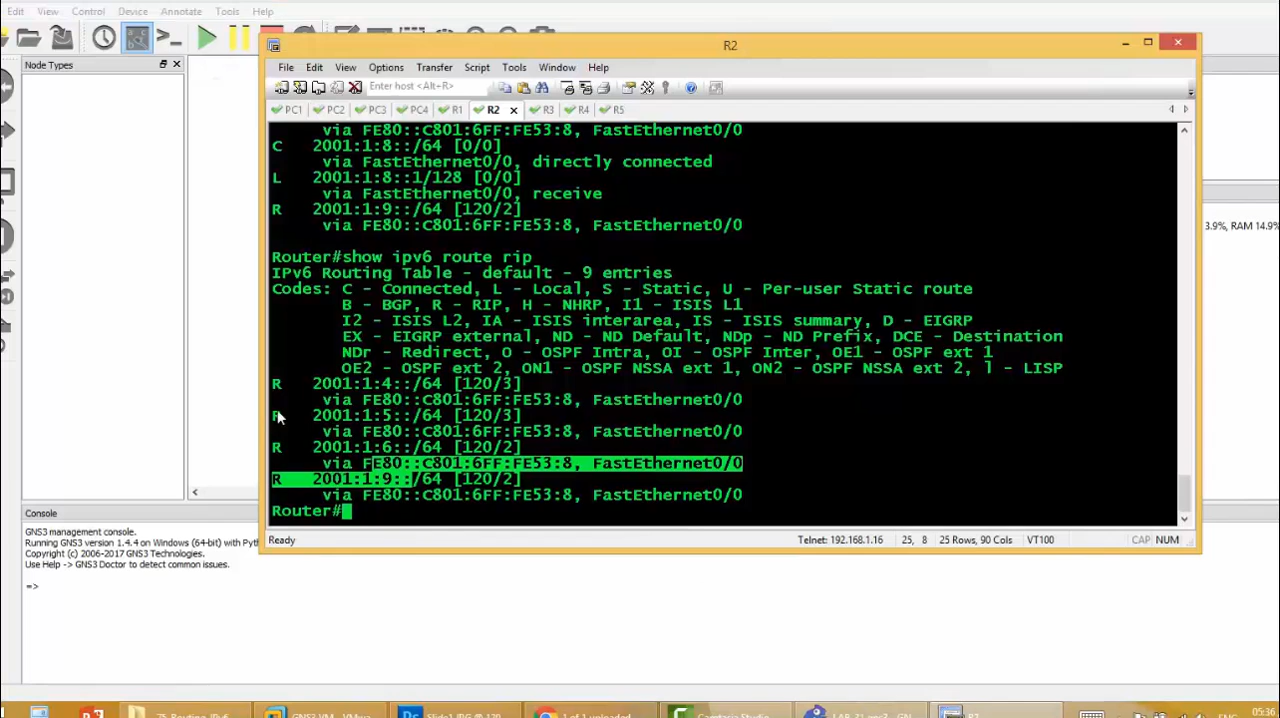 Edit View Control Device Annotate Tools Help
R2
Node Types
File Edit View Options Transfer Script Tools Window Help
Enter host <Alt+R>
PC1 PC2 PC3 PC4 R1 R2 R3 R4 R5
via FE80::C801:6FF:FE53:8, FastEthernet0/0
C 2001:1:8::/64 [0/0]
via FastEthernet0/0, directly connected
L 2001:1:8::1/128 [0/0]
via FastEthernet0/0, receive
R 2001:1:9::/64 [120/2]
via FE80::C801:6FF:FE53:8, FastEthernet0/0
3.9%, RAM 14.9%
Router#show ipv6 route rip
IPv6 Routing Table - default - 9 entries
Codes: C - Connected, L - Local, S - Static, U - Per-user Static route
B - BGP, R - RIP, H - NHRP, I1 - ISIS L1
I2 - ISIS L2, IA - ISIS interarea, IS - ISIS summary, D - EIGRP
EX - EIGRP external, ND - ND Default, NDp - ND Prefix, DCE - Destination
NDr - Redirect, O - OSPF Intra, OI - OSPF Inter, OE1 - OSPF ext 1
OE2 - OSPF ext 2, ON1 - OSPF NSSA ext 1, ON2 - OSPF NSSA ext 2, l - LISP
R 2001:1:4::/64 [120/3]
via FE80::C801:6FF:FE53:8, FastEthernet0/0
R 2001:1:5::/64 [120/3]
via FE80::C801:6FF:FE53:8, FastEthernet0/0
R 2001:1:6::/64 [120/2]
via FE80::C801:6FF:FE53:8, FastEthernet0/0
R 2001:1:9::/64 [120/2]
via FE80::C801:6FF:FE53:8, FastEthernet0/0
Router#
Ready Telnet: 192.168.1.16 25, 8 25 Rows, 90 Cols VT100 CAP NUM
Console
GNS3 management console.
Running GNS3 version 1.4.4 on Windows (64-bit) with Pyth
Copyright (c) 2006-2017 GNS3 Technologies.
Use Help -> GNS3 Doctor to detect common issues.
=>
05:36